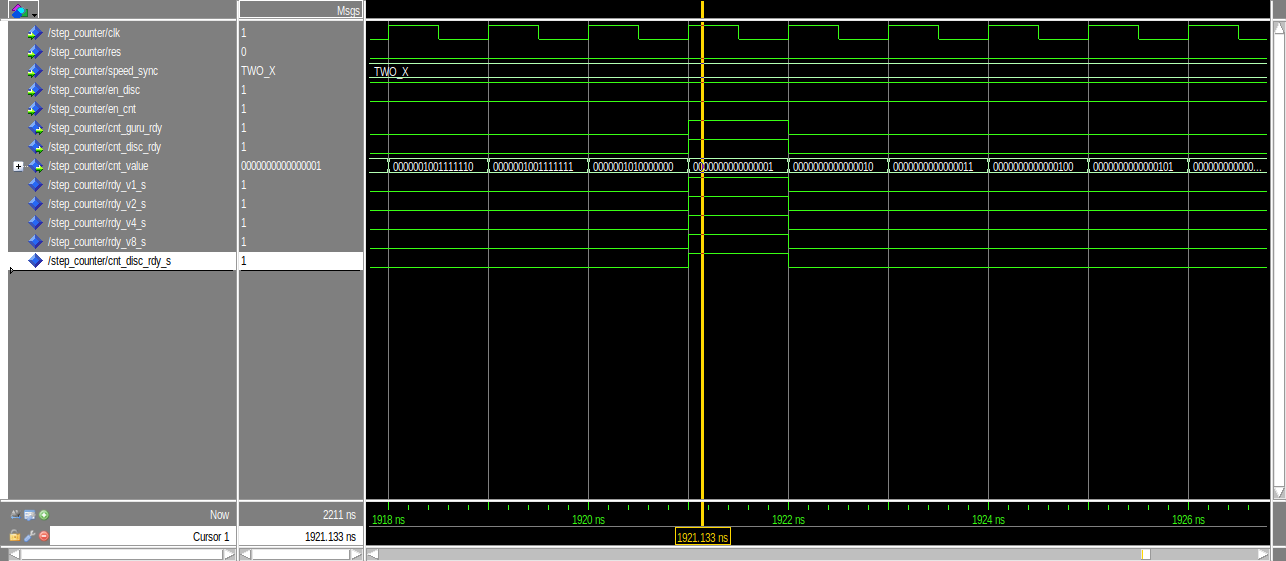 Msgs
/step_counter/clk 1
/step_counter/res 0
/step_counter/speed_sync TWO_X TWO_X
/step_counter/en_disc 1
/step_counter/en_cnt 1
/step_counter/cnt_guru_rdy 1
/step_counter/cnt_disc_rdy 1
/step_counter/cnt_value 0000000000000001 0000001001111110 0000001001111111 0000001010000000 0000000000000001 0000000000000010 0000000000000011 0000000000000100 0000000000000101 000000000000...
/step_counter/rdy_v1_s 1
/step_counter/rdy_v2_s 1
/step_counter/rdy_v4_s 1
/step_counter/rdy_v8_s 1
/step_counter/cnt_disc_rdy_s 1
Now 2211 ns 1918 ns 1920 ns 1922 ns 1924 ns 1926 ns
Cursor 1 1921.133 ns 1921.133 ns